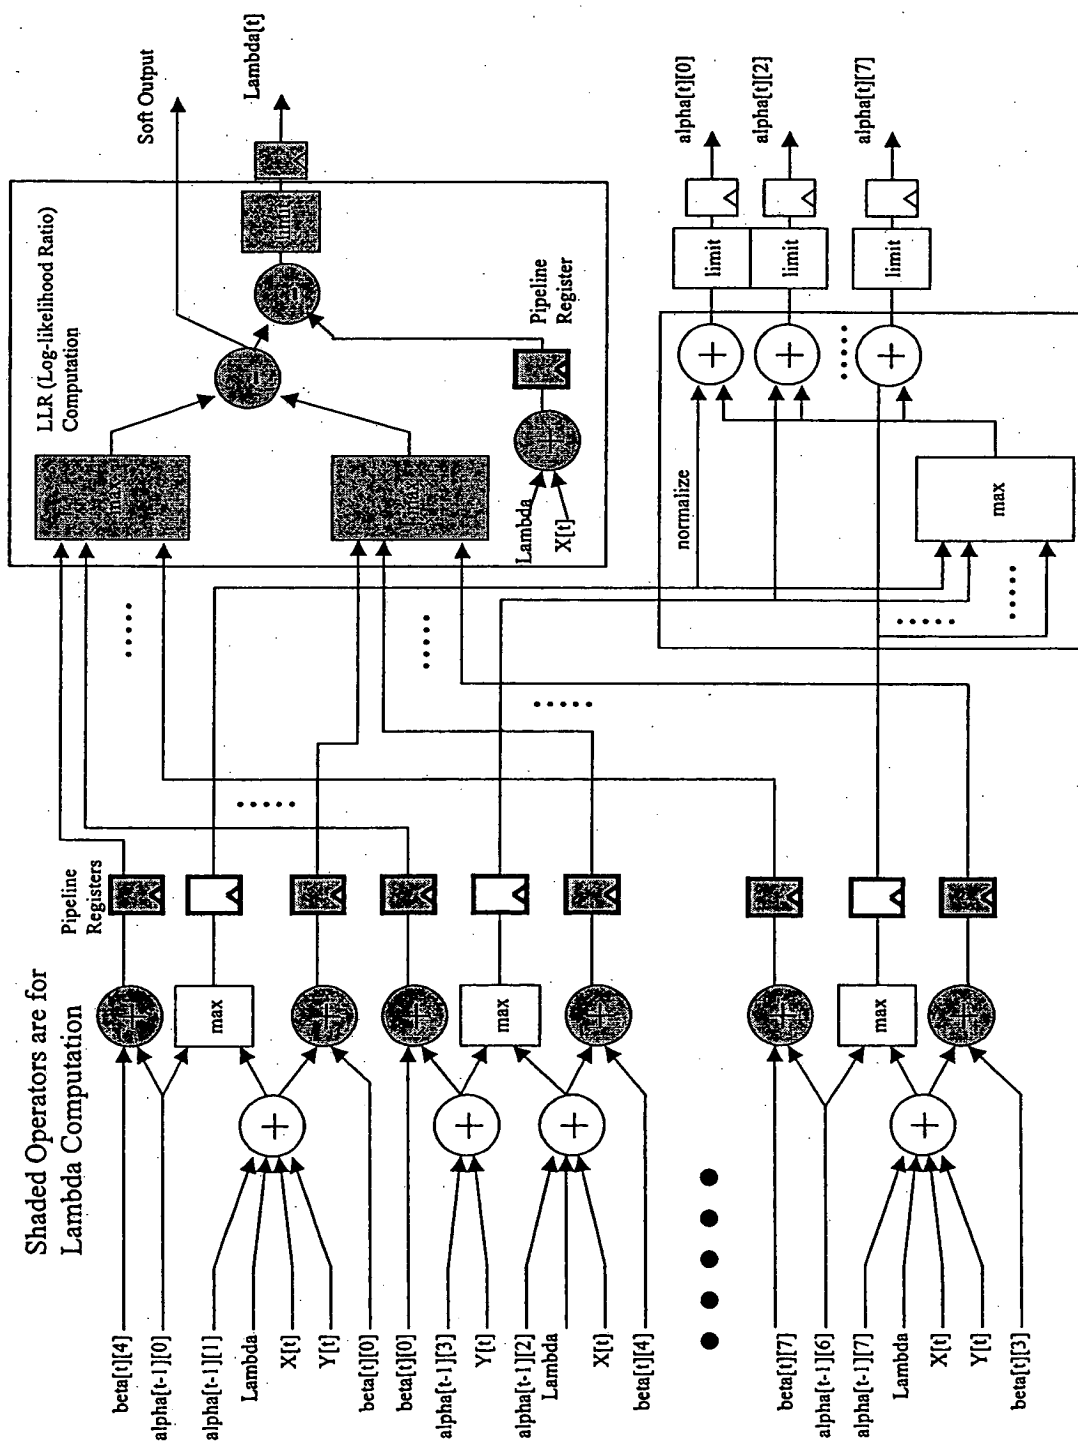 Shaded Operators are for
Lambda Computation
beta[t][4]
alpha[t-1][0]
alpha[t-1][1]
Lambda
X[t]
Y[t]
beta[t][0]
beta[t][0]
alpha[t-1][3]
Y[t]
alpha[t-1][2]
Lambda
X[t]
beta[t][4]
beta[t][7]
alpha[t-1][6]
alpha[t-1][7]
Lambda
X[t]
Y[t]
beta[t][3]
+
max
+
+
+
max
+
+
+
+
max
+
+
Pipeline
Registers
LLR (Log-likelihood Ratio)
Computation
max
max
Lambda
X[t]
+
Pipeline
Register
-
-
limit
Soft Output
Lambda[t]
normalize
max
+
+
+
limit
limit
limit
alpha[t][0]
alpha[t][2]
alpha[t][7]